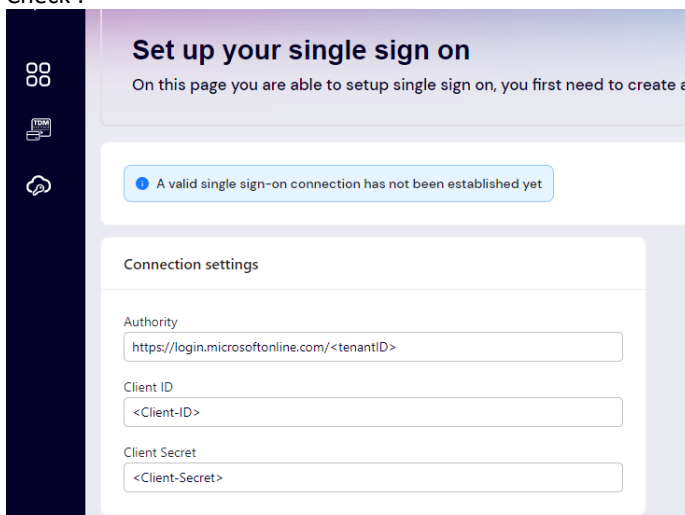 Check .
Set up your single sign on
On this page you are able to setup single sign on, you first need to create a
TDM
A valid single sign-on connection has not been established yet
Connection settings
Authority
https://login.microsoftonline.com/<tenantID>
Client ID
<Client-ID>
Client Secret
<Client-Secret>